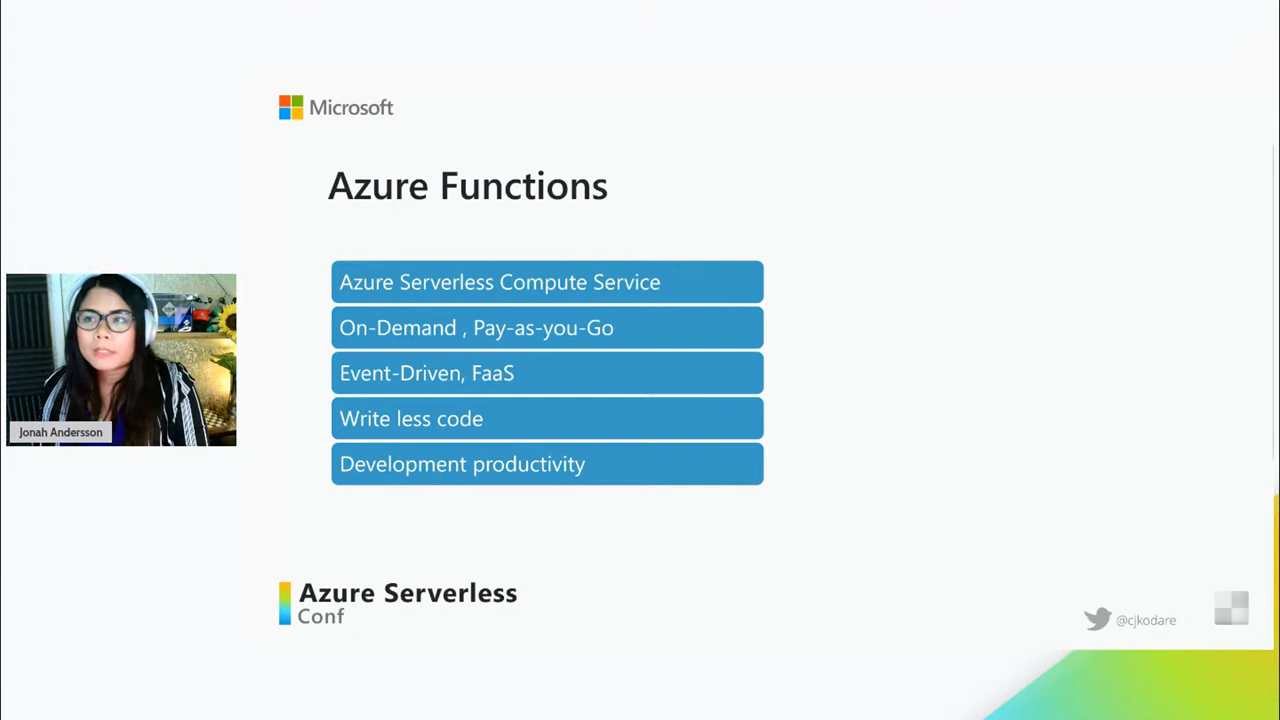 Microsoft
Azure Functions
Azure Serverless Compute Service
On-Demand , Pay-as-you-Go
Event-Driven, FaaS
Write less code
Development productivity
Jonah Andersson
Azure Serverless
Conf
@cjkodare